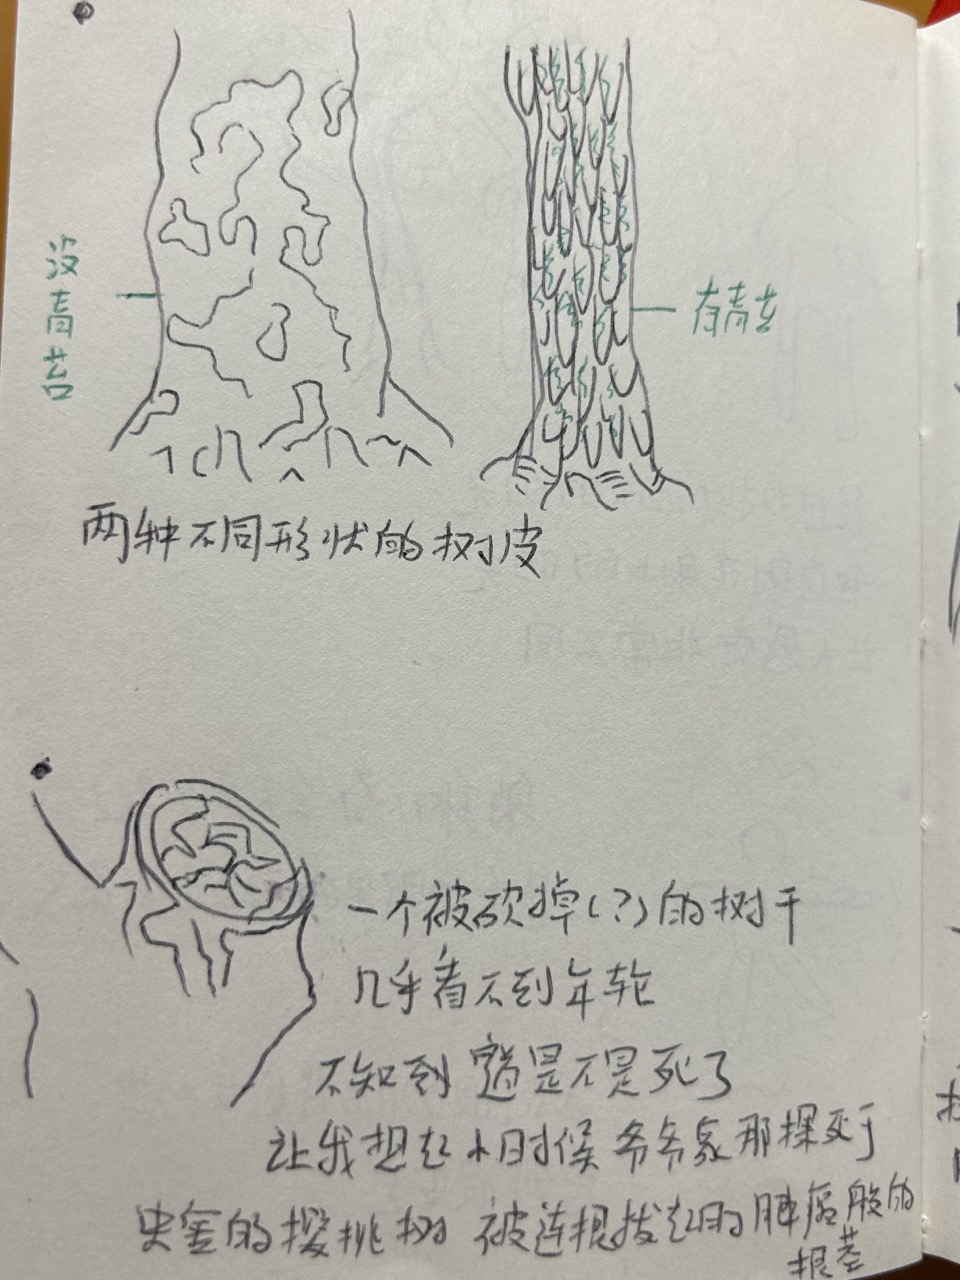 没青苔
有青苔
两种不同形状的树皮
一个被砍掉(?)的树干
几乎看不到年轮
不知到 是不是死了
让我想起小时候爷爷家那棵死于
虫害的樱桃树 被连根拔起的肿瘤般的
根茎